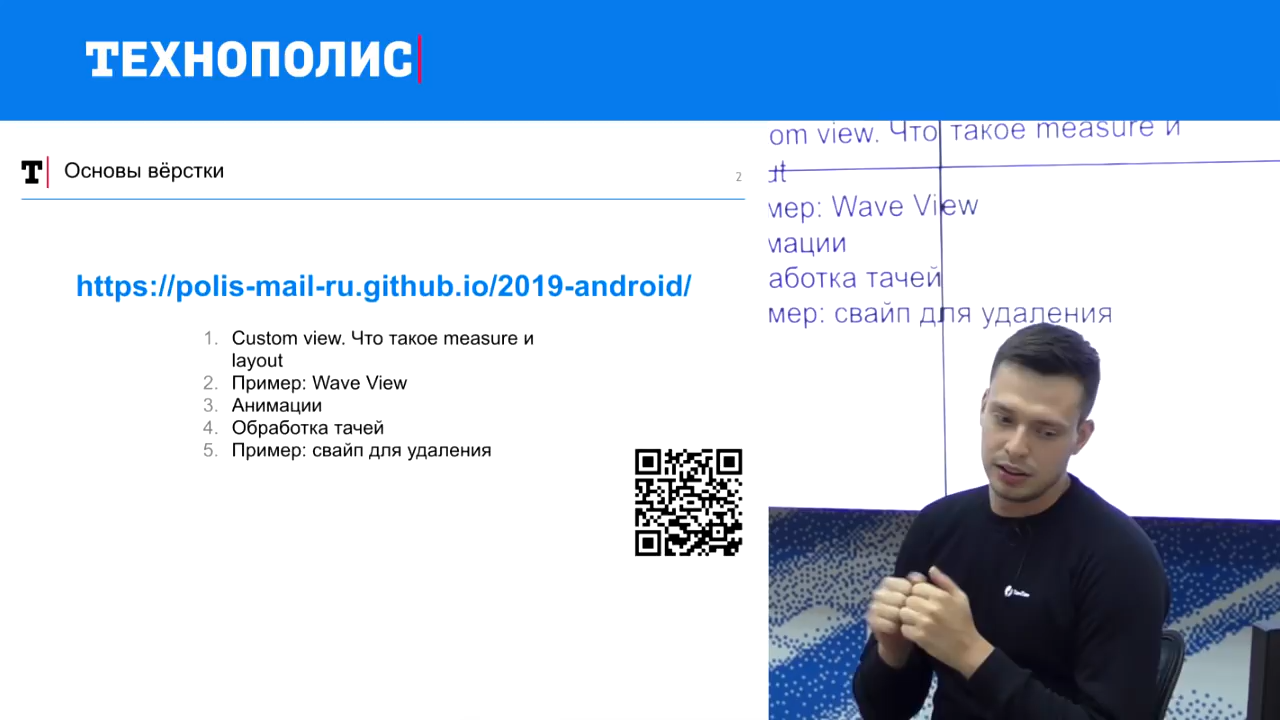 ТЕХНОПОЛИС
Т
Основы вёрстки
2
https://polis-mail-ru.github.io/2019-android/
1. Custom view. Что такое measure и
layout
2. Пример: Wave View
3. Анимации
4. Обработка тачей
5. Пример: свайп для удаления
om view. Что такое measure и
ut
мер: Wave View
мации
аботка тачей
мер: свайп для удаления